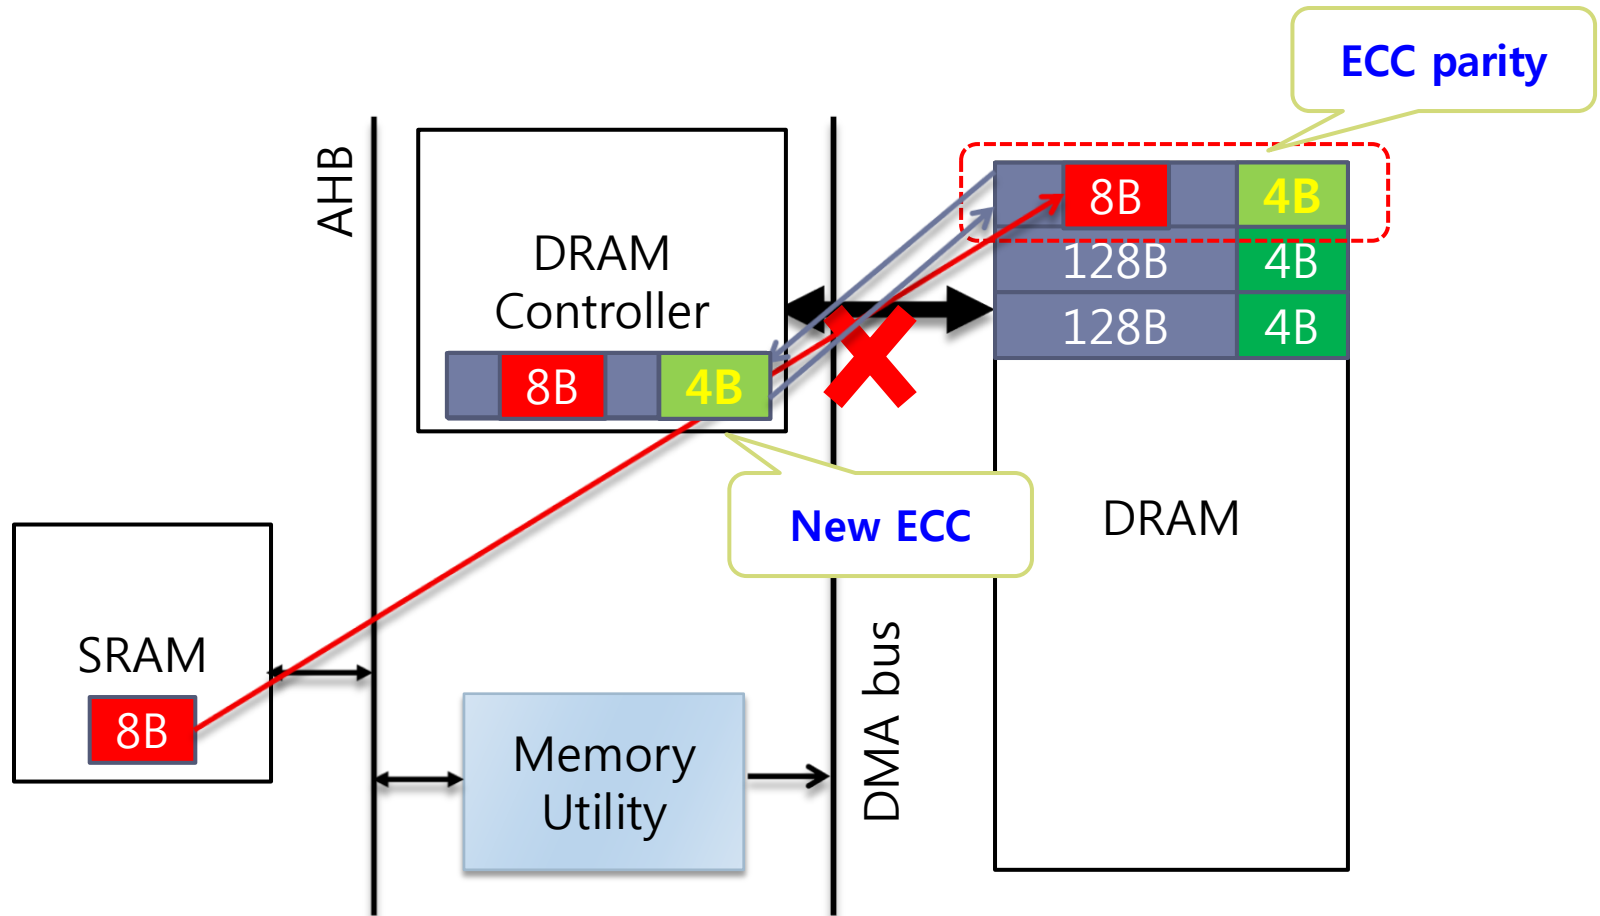 ECC parity
AHB
8B
4B
DRAM
Controller
128B
4B
128B
4B
8B
4B
New ECC
DRAM
SRAM
8B
Memory
Utility
DMA bus